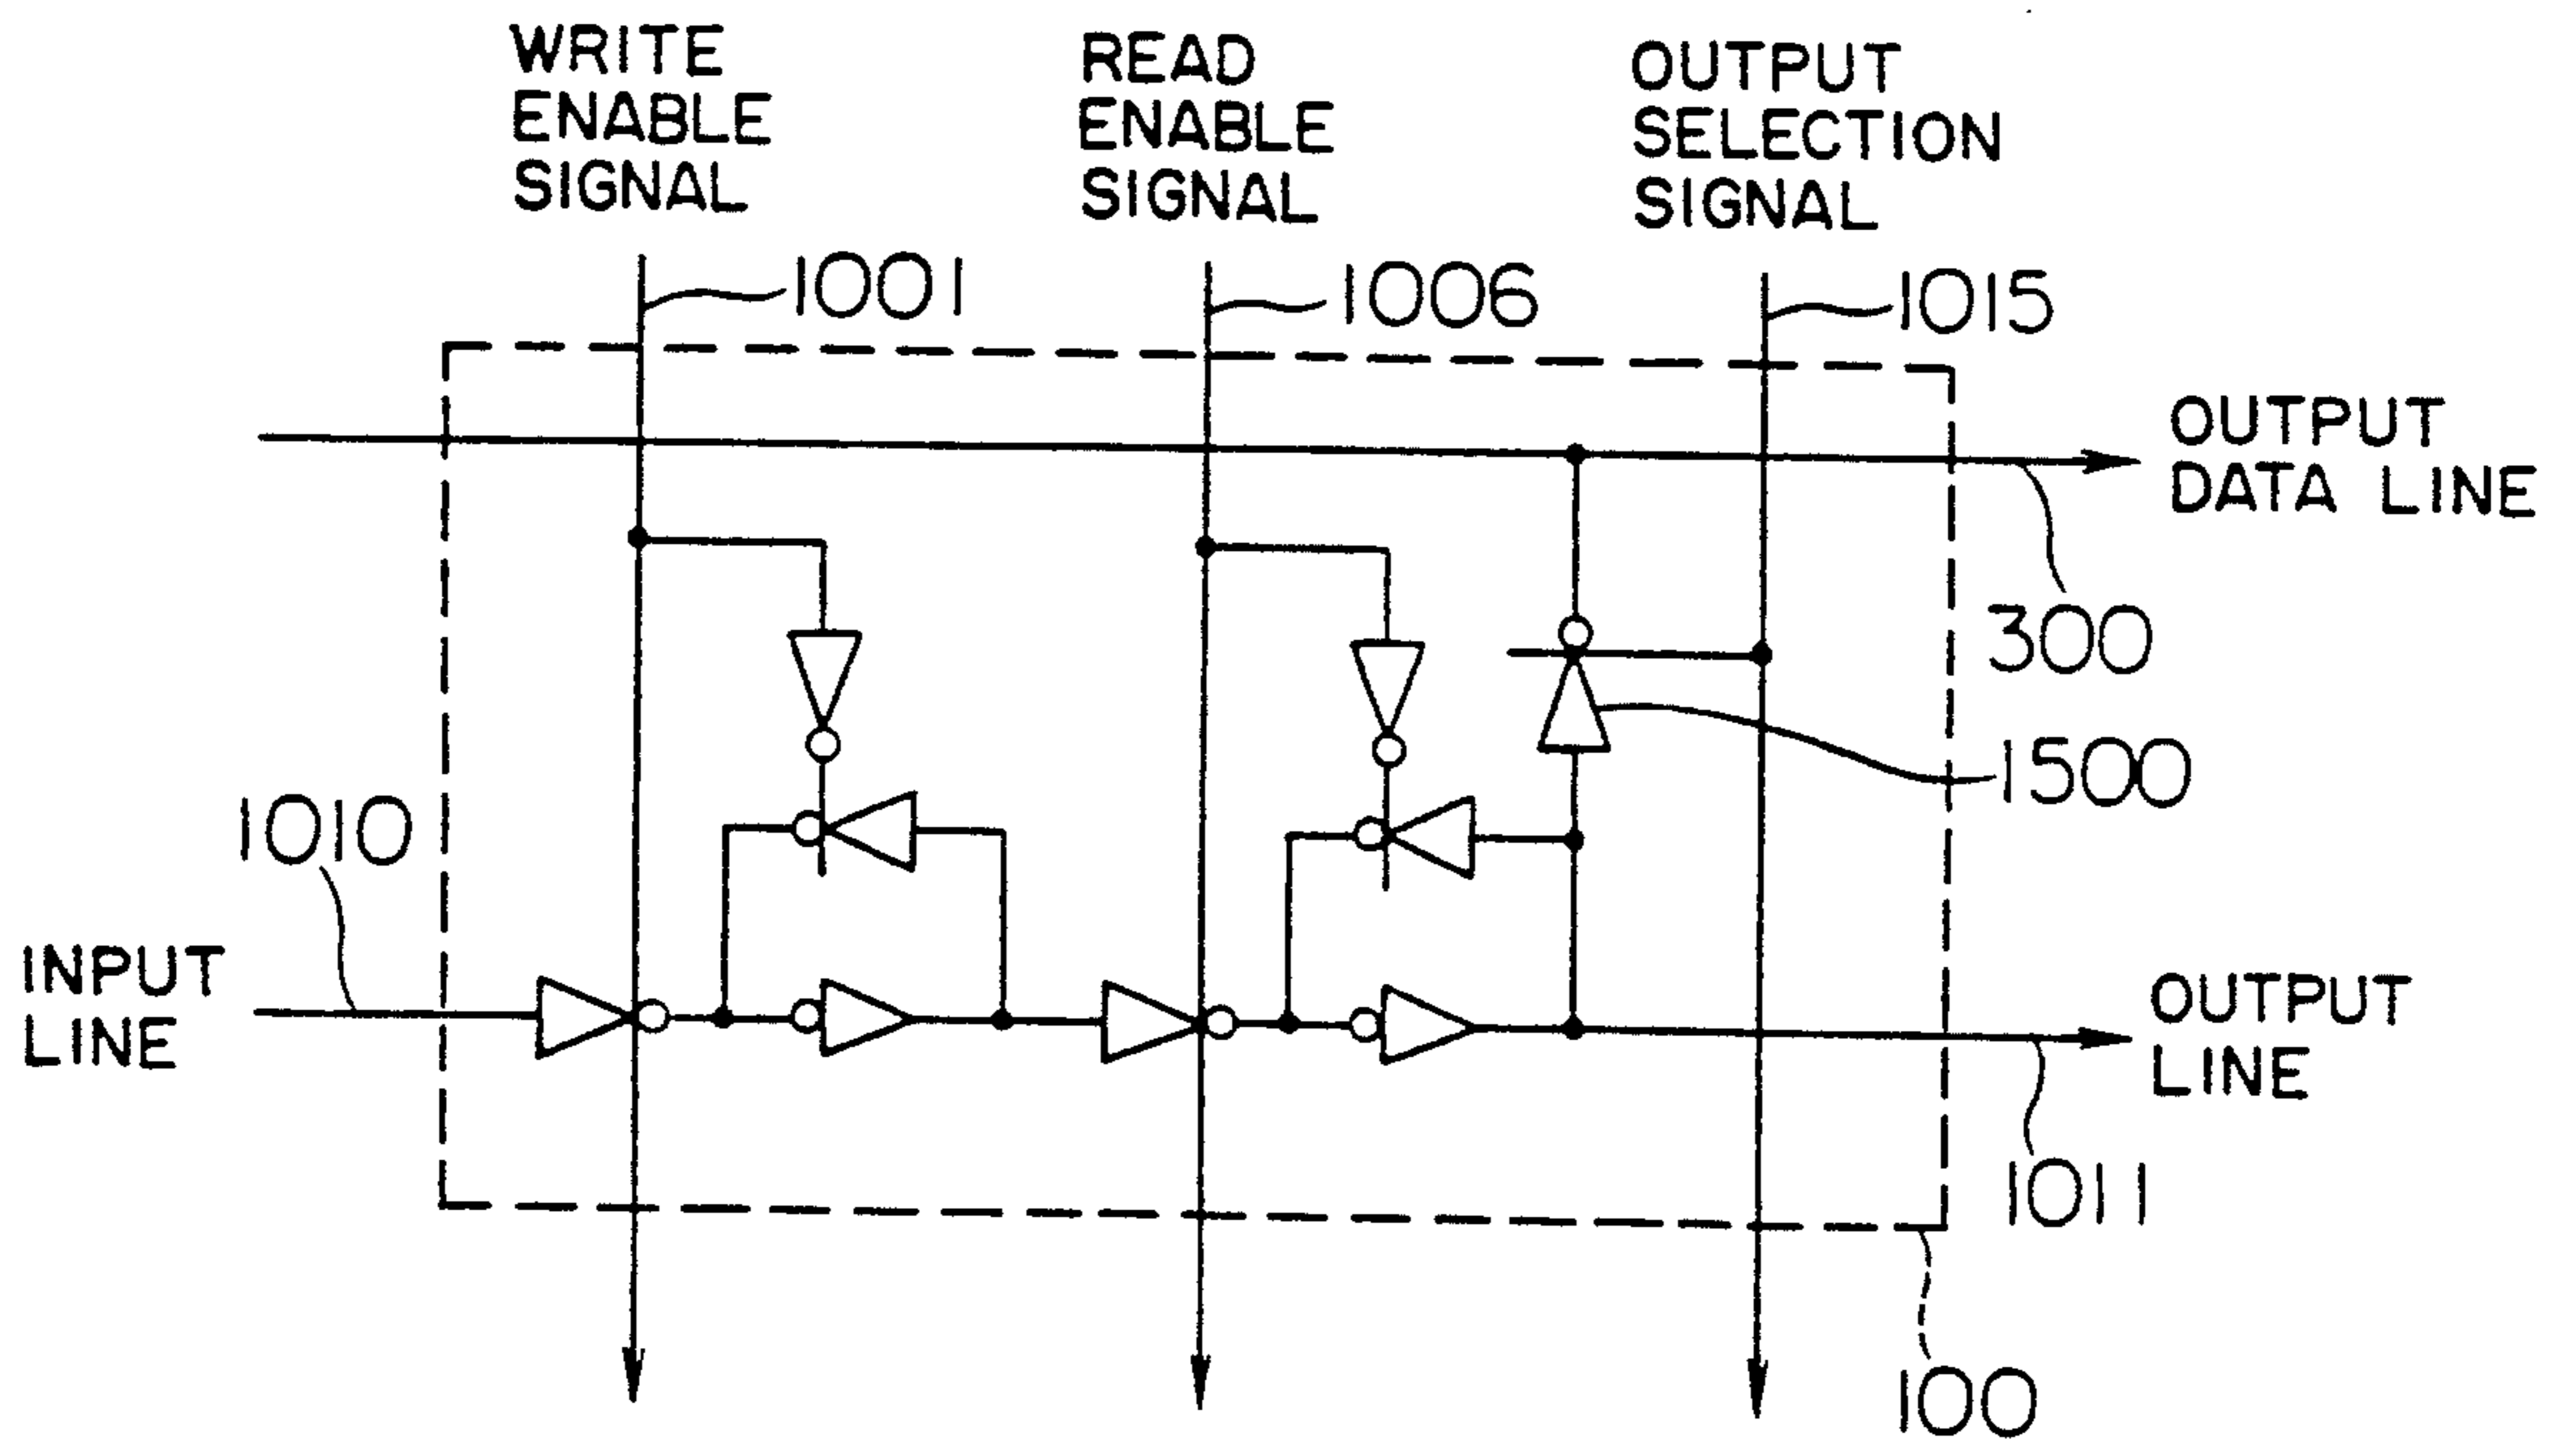 WRITE
ENABLE
SIGNAL
READ
ENABLE
SIGNAL
OUTPUT
SELECTION
SIGNAL
1001
1006
1015
OUTPUT
DATA LINE
300
1500
1010
INPUT
LINE
OUTPUT
LINE
1011
100